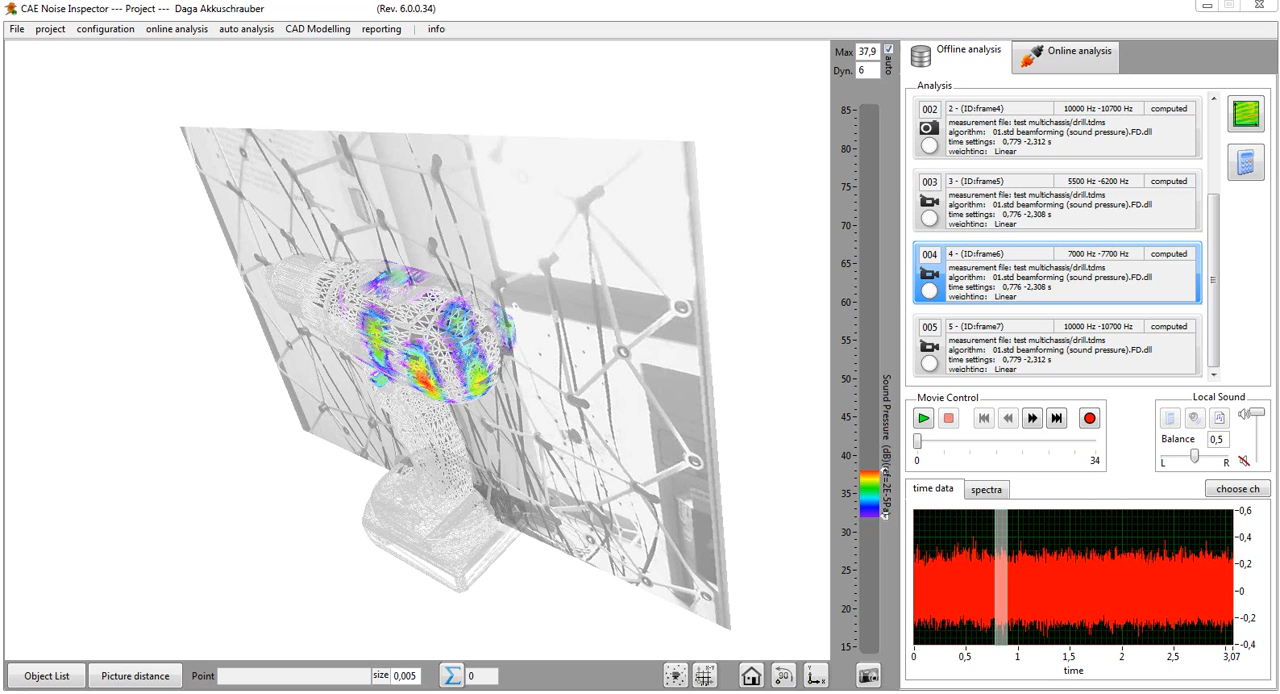 CAE Noise Inspector --- Project --- Daga Akkuschrauber (Rev. 6.0.0.34)
File project configuration online analysis auto analysis CAD Modelling reporting info
Max 37,9 auto
Dyn. 6
85
80
75
70
65
60
55
50
45
40
35
30
25
20
15
Sound Pressure (dB)(ref=2E-5Pa)
Offline analysis
Online analysis
Analysis
002 2 - (ID:frame4) 10000 Hz -10700 Hz computed
measurement file: test multichassis/drill.tdms
algorithm: 01.std beamforming (sound pressure).FD.dll
time settings: 0,779 -2,312 s
weighting: Linear
003 3 - (ID:frame5) 5500 Hz -6200 Hz computed
measurement file: test multichassis/drill.tdms
algorithm: 01.std beamforming (sound pressure).FD.dll
time settings: 0,776 -2,308 s
weighting: Linear
004 4 - (ID:frame6) 7000 Hz -7700 Hz computed
measurement file: test multichassis/drill.tdms
algorithm: 01.std beamforming (sound pressure).FD.dll
time settings: 0,776 -2,308 s
weighting: Linear
005 5 - (ID:frame7) 10000 Hz -10700 Hz computed
measurement file: test multichassis/drill.tdms
algorithm: 01.std beamforming (sound pressure).FD.dll
time settings: 0,779 -2,312 s
weighting: Linear
Movie Control
0 34
Local Sound
Balance 0,5
L R
time data spectra choose ch
0,6
0,4
0,2
0
-0,2
-0,4
0 0,5 1 1,5 2 2,5 3,07
time
Object List Picture distance Point size 0,005 Σ 0 X-Y 90 Y X